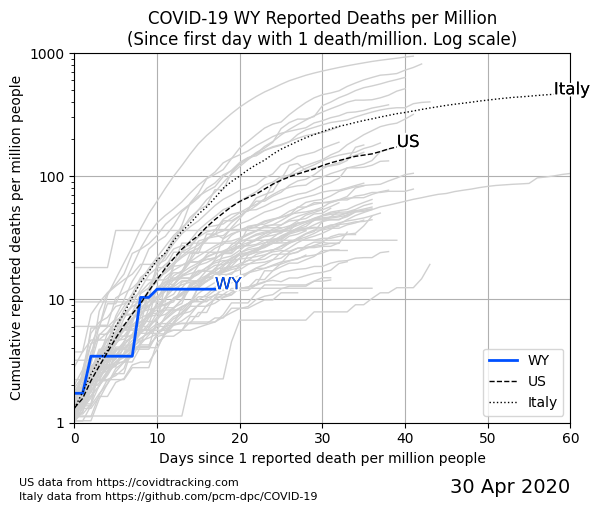 COVID-19 WY Reported Deaths per Million
(Since first day with 1 death/million. Log scale)
Cumulative reported deaths per million people
1000
100
10
1
Italy
US
WY
WY
US
Italy
0 10 20 30 40 50 60
Days since 1 reported death per million people
US data from https://covidtracking.com
Italy data from https://github.com/pcm-dpc/COVID-19
30 Apr 2020